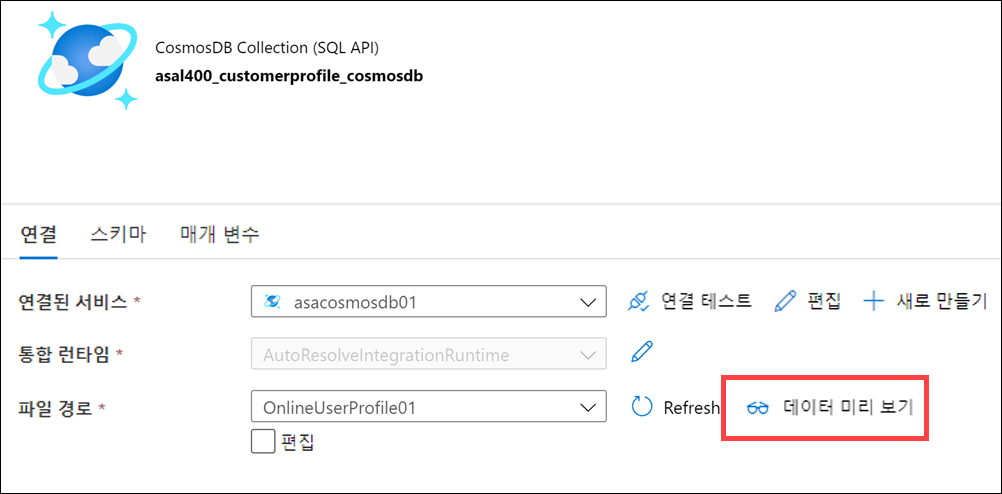 CosmosDB Collection (SQL API)
asal400_customerprofile_cosmosdb
연결 스키마 매개 변수
연결된 서비스 * asacosmosdb01 연결 테스트 편집 새로 만들기
통합 런타임 * AutoResolveIntegrationRuntime
파일 경로 * OnlineUserProfile01 Refresh 데이터 미리 보기
편집